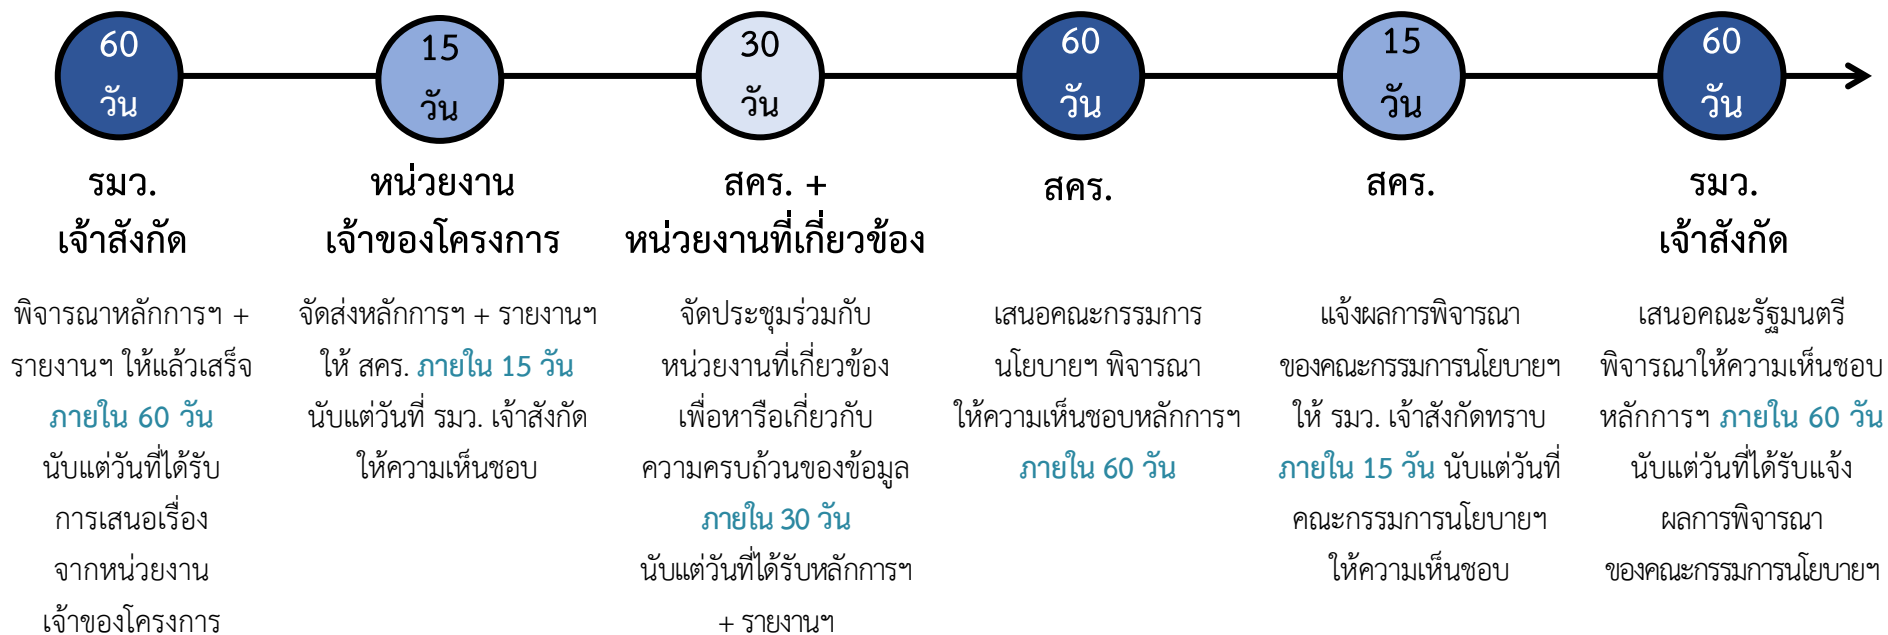 60
วัน
รมว.
เจ้าสังกัด
พิจารณาหลักการฯ +
รายงานฯ ให้แล้วเสร็จ
ภายใน 60 วัน
นับแต่วันที่ได้รับ
การเสนอเรื่อง
จากหน่วยงาน
เจ้าของโครงการ
15
วัน
หน่วยงาน
เจ้าของโครงการ
จัดส่งหลักการฯ + รายงานฯ
ให้ สคร. ภายใน 15 วัน
นับแต่วันที่ รมว. เจ้าสังกัด
ให้ความเห็นชอบ
30
วัน
สคร. +
หน่วยงานที่เกี่ยวข้อง
จัดประชุมร่วมกับ
หน่วยงานที่เกี่ยวข้อง
เพื่อหารือเกี่ยวกับ
ความครบถ้วนของข้อมูล
ภายใน 30 วัน
นับแต่วันที่ได้รับหลักการฯ
+ รายงานฯ
60
วัน
สคร.
เสนอคณะกรรมการ
นโยบายฯ พิจารณา
ให้ความเห็นชอบหลักการฯ
ภายใน 60 วัน
15
วัน
สคร.
แจ้งผลการพิจารณา
ของคณะกรรมการนโยบายฯ
ให้ รมว. เจ้าสังกัดทราบ
ภายใน 15 วัน นับแต่วันที่
คณะกรรมการนโยบายฯ
ให้ความเห็นชอบ
60
วัน
รมว.
เจ้าสังกัด
เสนอคณะรัฐมนตรี
พิจารณาให้ความเห็นชอบ
หลักการฯ ภายใน 60 วัน
นับแต่วันที่ได้รับแจ้ง
ผลการพิจารณา
ของคณะกรรมการนโยบายฯ